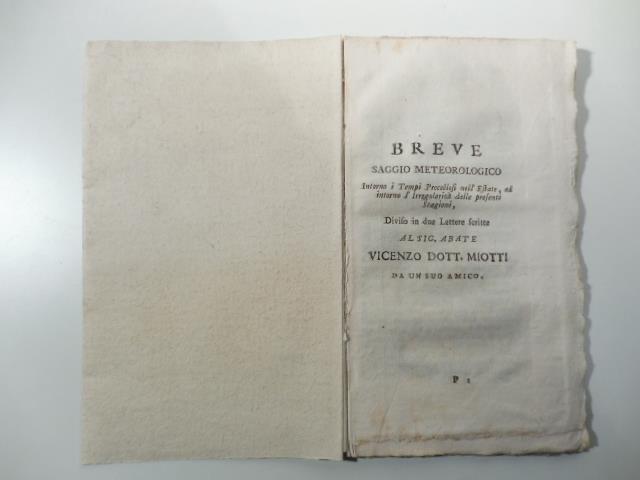 BREVE
SAGGIO METEOROLOGICO
Intorno i Tempi Procellosi nell' Estate, ed
intorno l' Irregolarità delle presenti
Stagioni,
Diviso in due Lettere scritte
AL SIG. ABATE
VICENZO DOTT. MIOTTI
DA UN SUO AMICO.
P 2